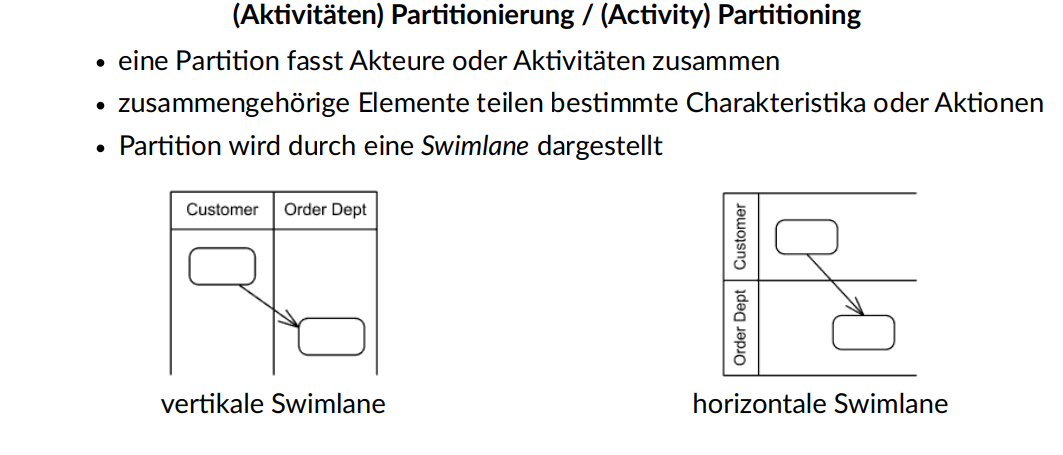 (Aktivitäten) Partitionierung / (Activity) Partitioning
• eine Partition fasst Akteure oder Aktivitäten zusammen
• zusammengehörige Elemente teilen bestimmte Charakteristika oder Aktionen
• Partition wird durch eine Swimlane dargestellt
Customer
Order Dept
vertikale Swimlane
Customer
Order Dept
horizontale Swimlane